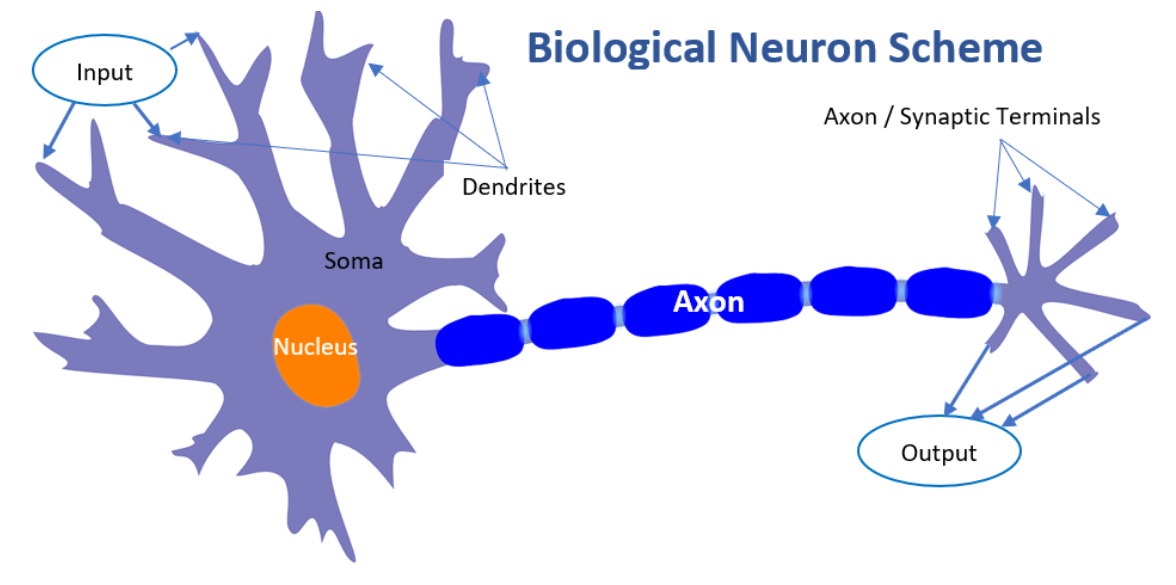 Biological Neuron Scheme
Input
Axon / Synaptic Terminals
Dendrites
Soma
Axon
Nucleus
Output